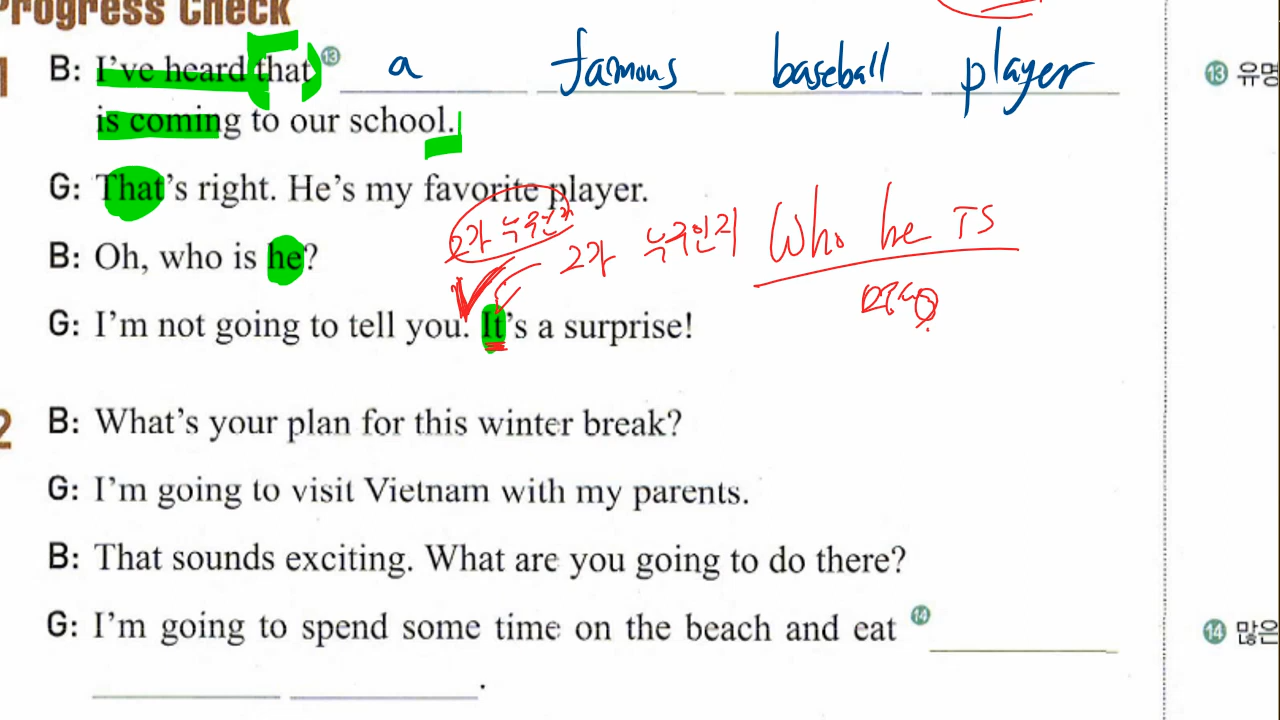 Progress Check
1 B: I've heard that ⑬ a famous baseball player
⑬ 유명
is coming to our school.
G: That's right. He's my favorite player.
그가 누구인지
그가 누구인지 who he is
B: Oh, who is he?
G: I'm not going to tell you. It's a surprise!
2 B: What's your plan for this winter break?
G: I'm going to visit Vietnam with my parents.
B: That sounds exciting. What are you going to do there?
G: I'm going to spend some time on the beach and eat ⑭
⑭ 많은
.